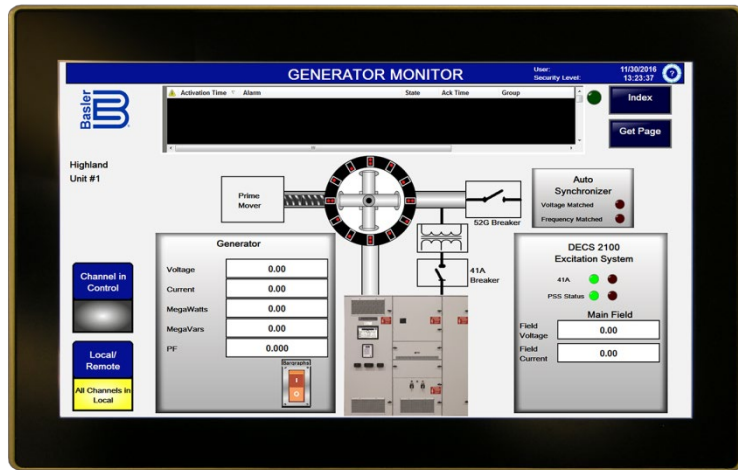 GENERATOR MONITOR
User:
Security Level:
11/30/2016
13:23:37
?
Basler
Activation Time
Alarm
State
Ack Time
Group
Index
Get Page
Highland
Unit #1
Prime
Mover
52G Breaker
Auto
Synchronizer
Voltage Matched
Frequency Matched
Generator
Voltage
0.00
Current
0.00
MegaWatts
0.00
MegaVars
0.00
PF
0.000
Bargraphs
I
O
41A
Breaker
DECS 2100
Excitation System
41A
PSS Status
Main Field
Field
Voltage
0.00
Field
Current
0.00
Channel in
Control
Local/
Remote
All Channels in
Local